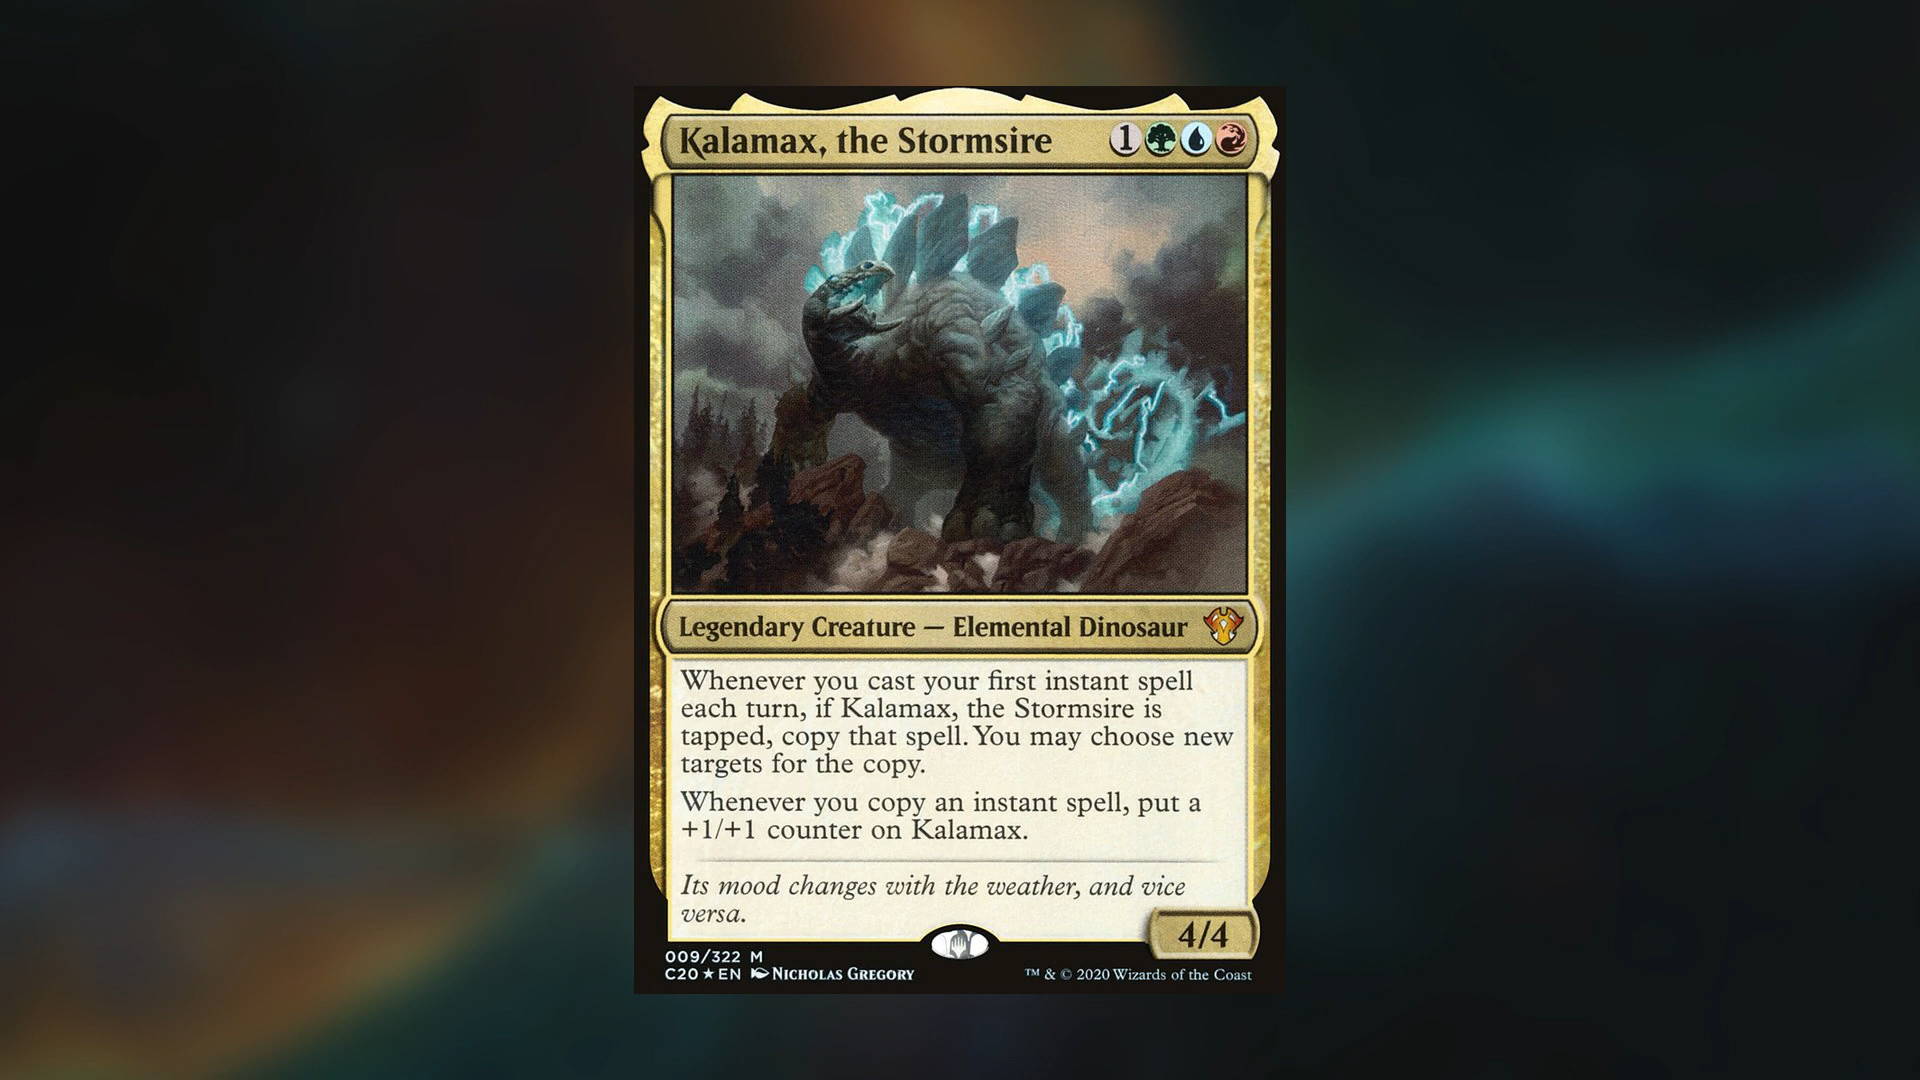 Kalamax, the Stormsire 1
Legendary Creature — Elemental Dinosaur
Whenever you cast your first instant spell
each turn, if Kalamax, the Stormsire is
tapped, copy that spell. You may choose new
targets for the copy.
Whenever you copy an instant spell, put a
+1/+1 counter on Kalamax.
Its mood changes with the weather, and vice
versa.
4/4
009/322 M
C20★EN Nicholas Gregory
™ & © 2020 Wizards of the Coast